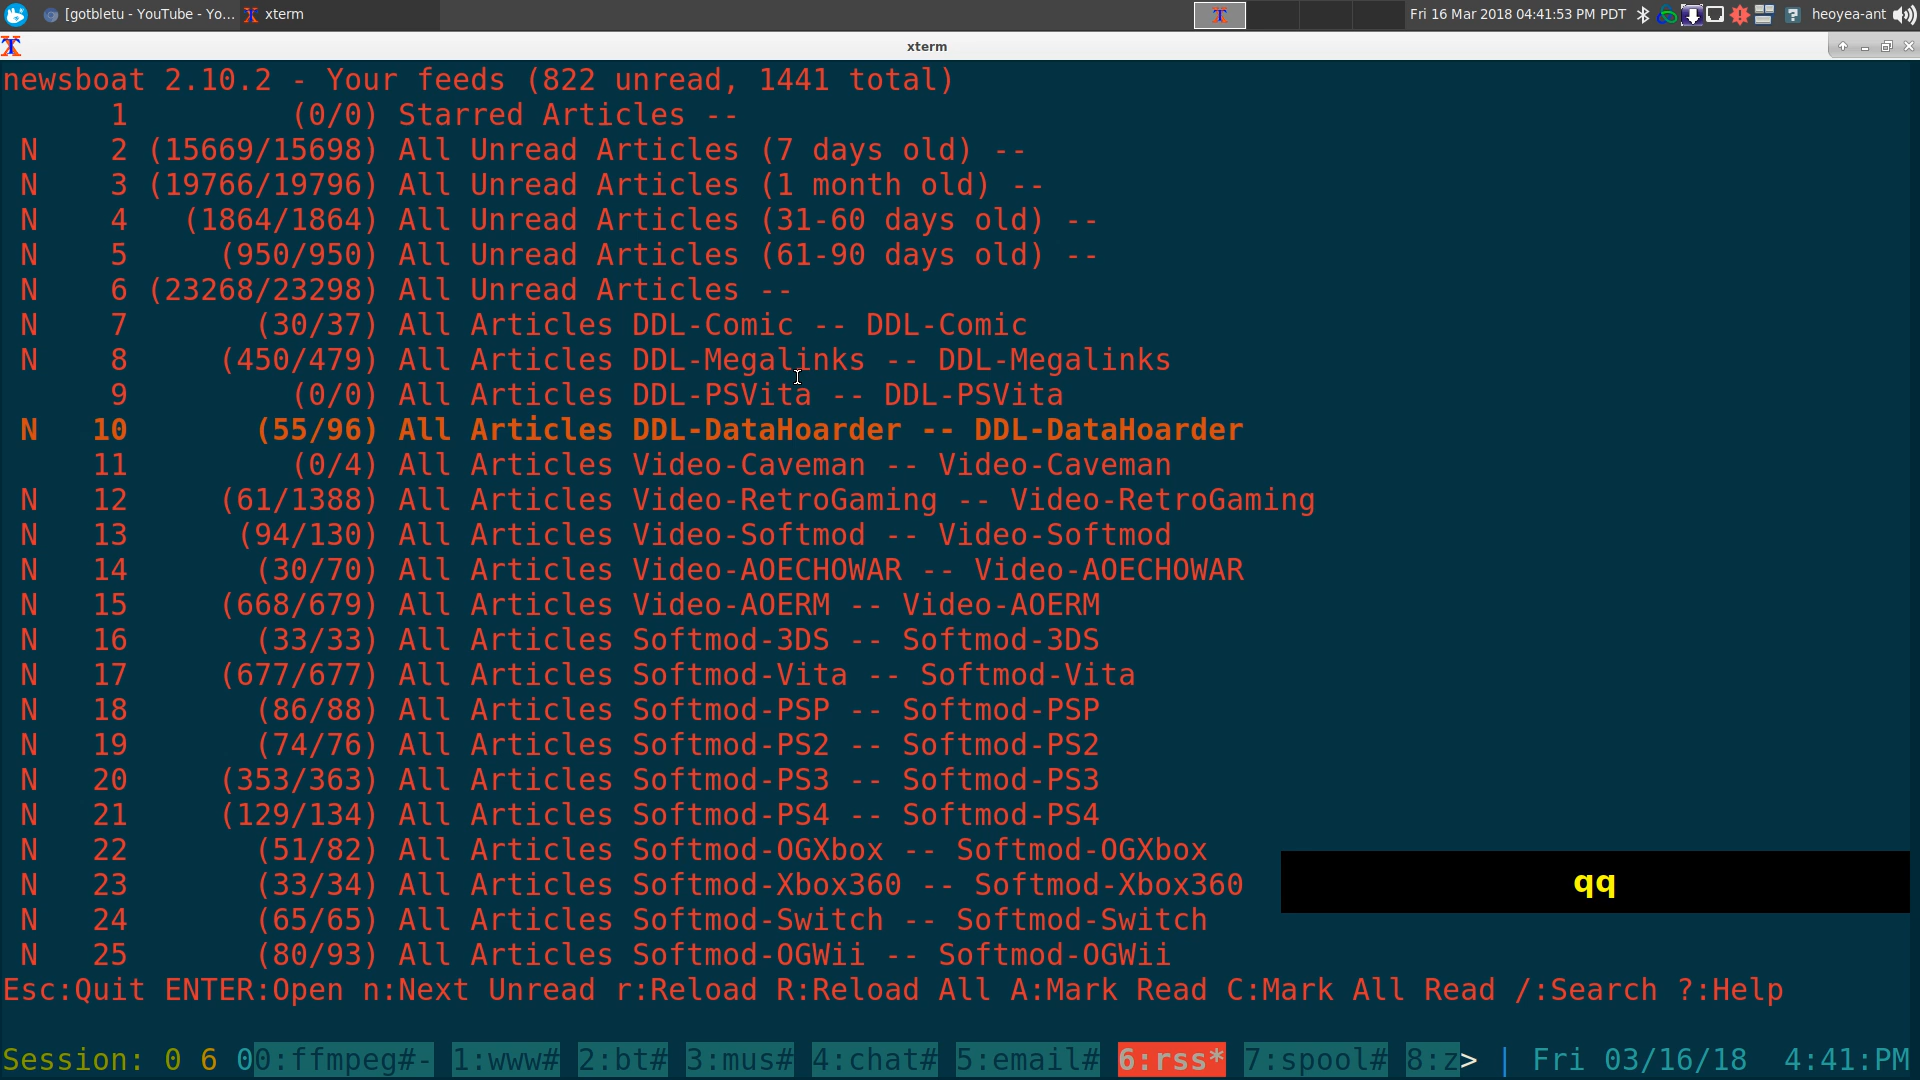 [gotbletu - YouTube - Yo... xterm Fri 16 Mar 2018 04:41:53 PM PDT heoyea-ant
xterm
newsboat 2.10.2 - Your feeds (822 unread, 1441 total)
1 (0/0) Starred Articles --
N 2 (15669/15698) All Unread Articles (7 days old) --
N 3 (19766/19796) All Unread Articles (1 month old) --
N 4 (1864/1864) All Unread Articles (31-60 days old) --
N 5 (950/950) All Unread Articles (61-90 days old) --
N 6 (23268/23298) All Unread Articles --
N 7 (30/37) All Articles DDL-Comic -- DDL-Comic
N 8 (450/479) All Articles DDL-Megalinks -- DDL-Megalinks
9 (0/0) All Articles DDL-PSVita -- DDL-PSVita
N 10 (55/96) All Articles DDL-DataHoarder -- DDL-DataHoarder
11 (0/4) All Articles Video-Caveman -- Video-Caveman
N 12 (61/1388) All Articles Video-RetroGaming -- Video-RetroGaming
N 13 (94/130) All Articles Video-Softmod -- Video-Softmod
N 14 (30/70) All Articles Video-AOECHOWAR -- Video-AOECHOWAR
N 15 (668/679) All Articles Video-AOERM -- Video-AOERM
N 16 (33/33) All Articles Softmod-3DS -- Softmod-3DS
N 17 (677/677) All Articles Softmod-Vita -- Softmod-Vita
N 18 (86/88) All Articles Softmod-PSP -- Softmod-PSP
N 19 (74/76) All Articles Softmod-PS2 -- Softmod-PS2
N 20 (353/363) All Articles Softmod-PS3 -- Softmod-PS3
N 21 (129/134) All Articles Softmod-PS4 -- Softmod-PS4
N 22 (51/82) All Articles Softmod-OGXbox -- Softmod-OGXbox
N 23 (33/34) All Articles Softmod-Xbox360 -- Softmod-Xbox360
qq
N 24 (65/65) All Articles Softmod-Switch -- Softmod-Switch
N 25 (80/93) All Articles Softmod-OGWii -- Softmod-OGWii
Esc:Quit ENTER:Open n:Next Unread r:Reload R:Reload All A:Mark Read C:Mark All Read /:Search ?:Help
Session: 0 6 00:ffmpeg#- 1:www# 2:bt# 3:mus# 4:chat# 5:email# 6:rss* 7:spool# 8:z> | Fri 03/16/18 4:41:PM